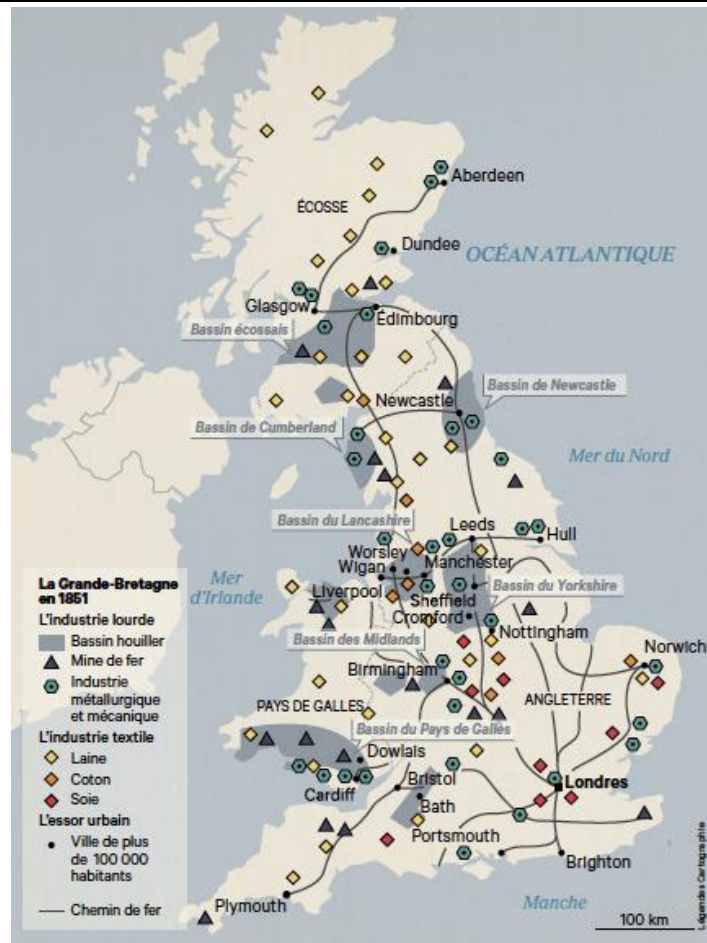 Aberdeen
ÉCOSSE
Dundee
OCÉAN ATLANTIQUE
Glasgow
Édimbourg
Bassin écossais
Bassin de Newcastle
Newcastle
Bassin de Cumberland
Mer du Nord
Bassin du Lancashire
Leeds
Hull
Worsley
Wigan
Manchester
Mer
d'Irlande
Liverpool
Sheffield
Bassin du Yorkshire
Cromford
Nottingham
Bassin des Midlands
Norwich
Birmingham
ANGLETERRE
PAYS DE GALLES
Bassin du Pays de Galles
Dowlais
Cardiff
Bristol
Londres
Bath
Portsmouth
Brighton
Plymouth
Manche
100 km
Légendes Cartographie
La Grande-Bretagne
en 1851
L'industrie lourde
Bassin houiller
Mine de fer
Industrie
métallurgique
et mécanique
L'industrie textile
Laine
Coton
Soie
L'essor urbain
Ville de plus
de 100 000
habitants
Chemin de fer